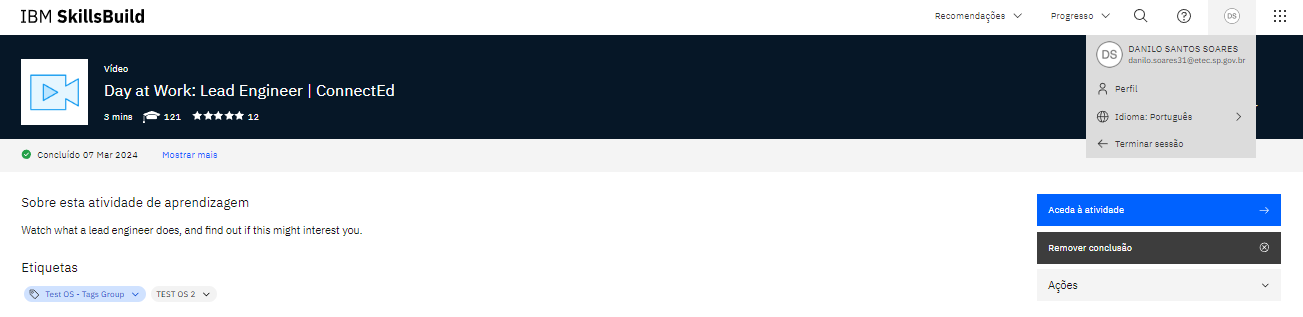 IBM SkillsBuild
Recomendações
Progresso
DS
DS
DANILO SANTOS SOARES
danilo.soares31@etec.sp.gov.br
Perfil
Idioma: Português
Terminar sessão
Vídeo
Day at Work: Lead Engineer | ConnectEd
3 mins 121 12
Concluído 07 Mar 2024 Mostrar mais
Sobre esta atividade de aprendizagem
Watch what a lead engineer does, and find out if this might interest you.
Etiquetas
Test OS - Tags Group TEST OS 2
Aceda à atividade
Remover conclusão
Ações